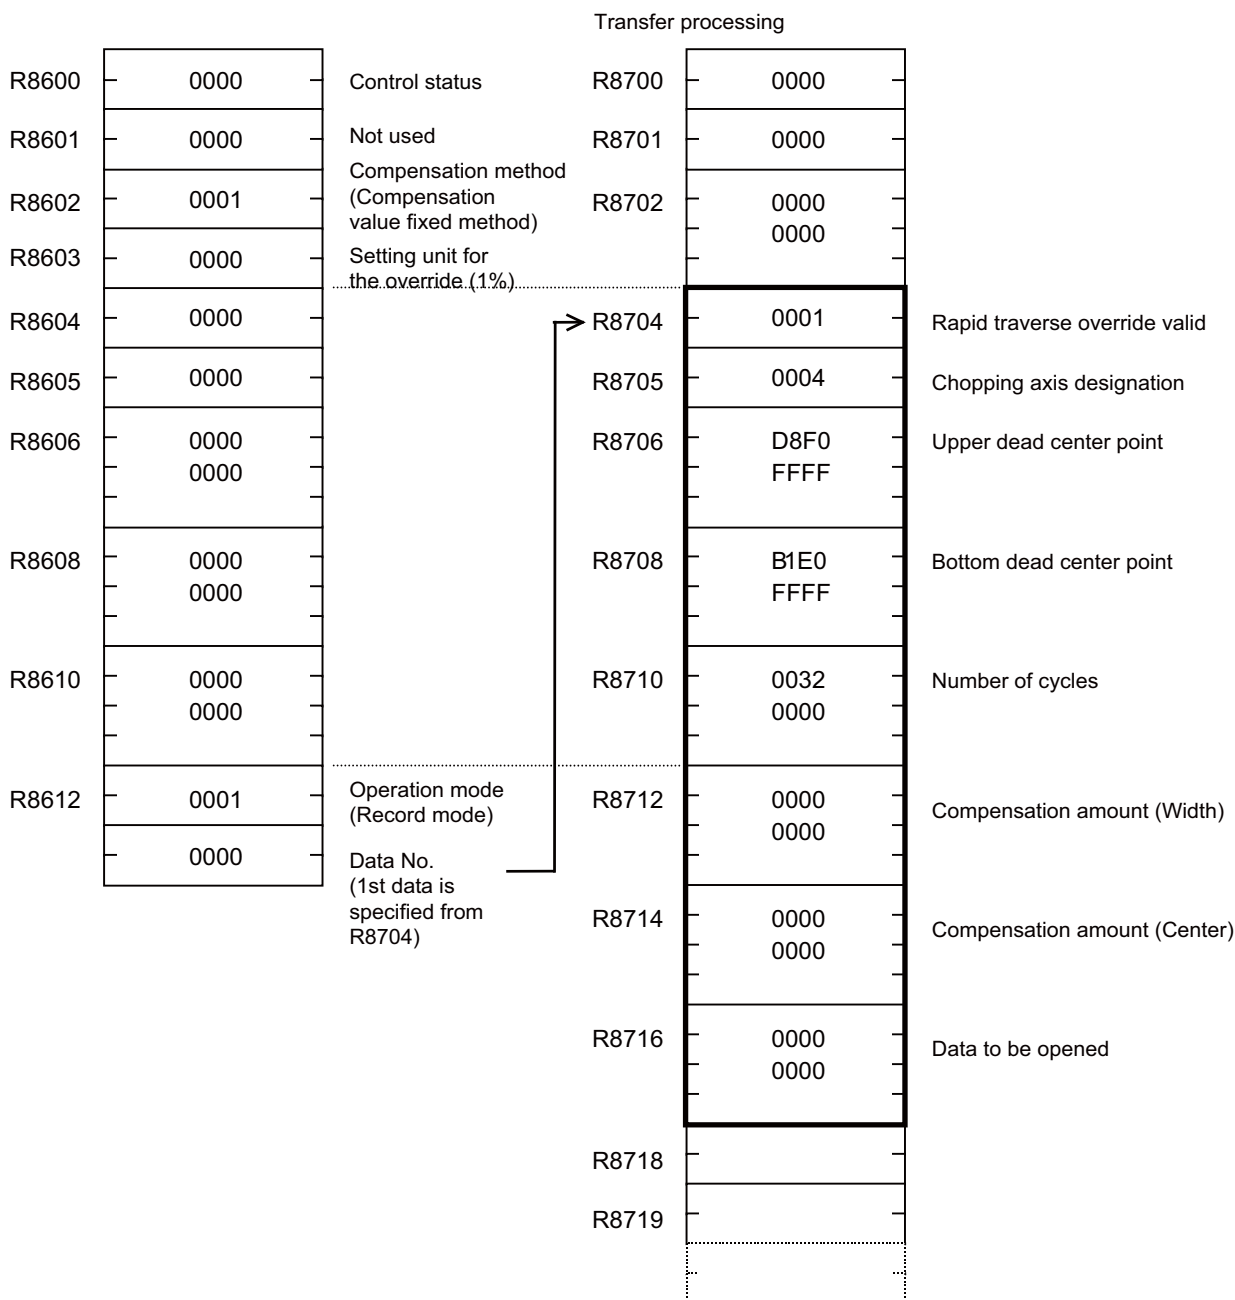 Transfer processing
R8600 0000 Control status
R8601 0000 Not used
R8602 0001 Compensation method
(Compensation
value fixed method)
R8603 0000 Setting unit for
the override (1%)
R8604 0000
R8605 0000
R8606 0000
0000
R8608 0000
0000
R8610 0000
0000
R8612 0001 Operation mode
(Record mode)
0000 Data No.
(1st data is
specified from
R8704)
R8700 0000
R8701 0000
R8702 0000
0000
R8704 0001 Rapid traverse override valid
R8705 0004 Chopping axis designation
R8706 D8F0 Upper dead center point
FFFF
R8708 B1E0 Bottom dead center point
FFFF
R8710 0032 Number of cycles
0000
R8712 0000 Compensation amount (Width)
0000
R8714 0000 Compensation amount (Center)
0000
R8716 0000 Data to be opened
0000
R8718
R8719